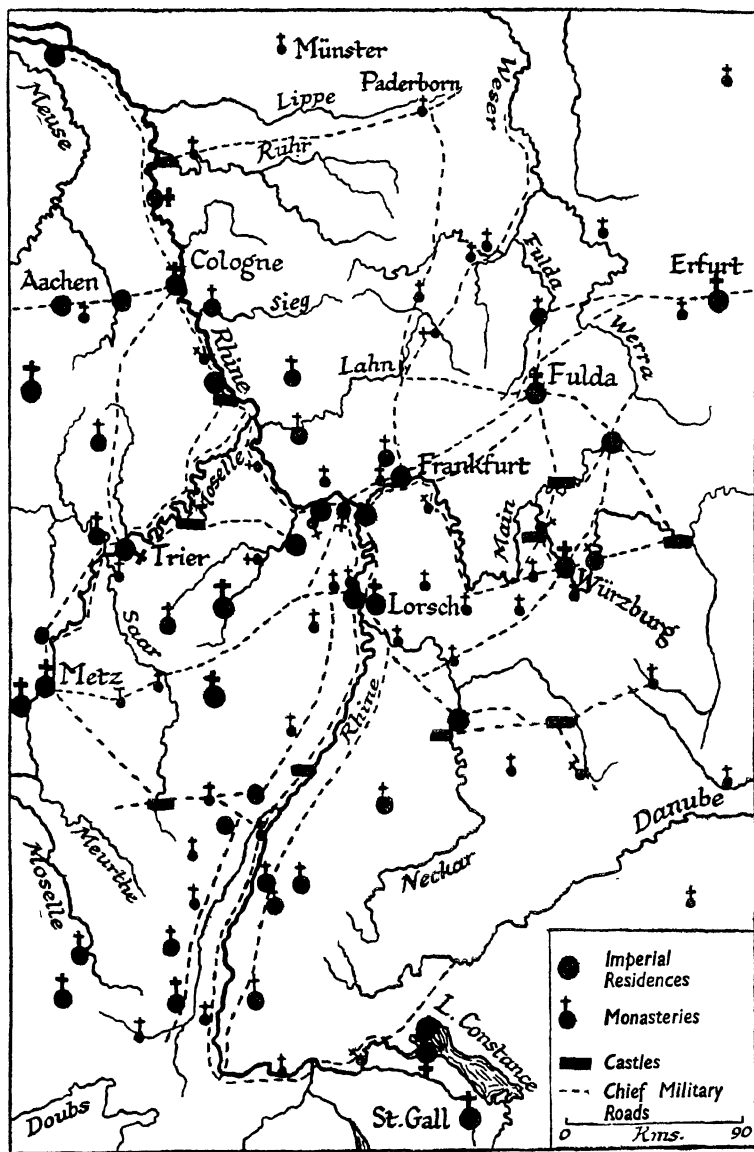 Münster
Paderborn
Weser
Lippe
Meuse
Ruhr
Cologne
Fulda
Erfurt
Aachen
Sieg
Rhine
Werra
Lahn
Fulda
Moselle
Frankfurt
Main
Trier
Lorsch
Würzburg
Saar
Metz
Rhine
Danube
Meurthe
Moselle
Neckar
Imperial
Residences
Monasteries
L. Constance
Castles
Chief Military
Roads
Doubs
St. Gall
0 Kms. 90